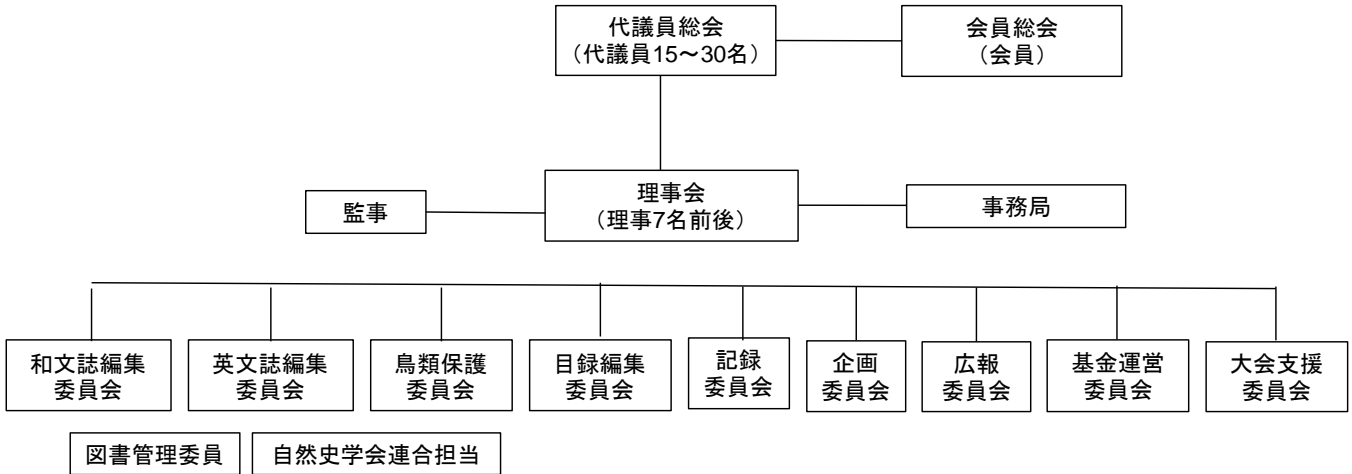 代議員総会
（代議員15～30名）
会員総会
（会員）
監事
理事会
（理事7名前後）
事務局
和文誌編集
委員会
英文誌編集
委員会
鳥類保護
委員会
目録編集
委員会
記録
委員会
企画
委員会
広報
委員会
基金運営
委員会
大会支援
委員会
図書管理委員
自然史学会連合担当